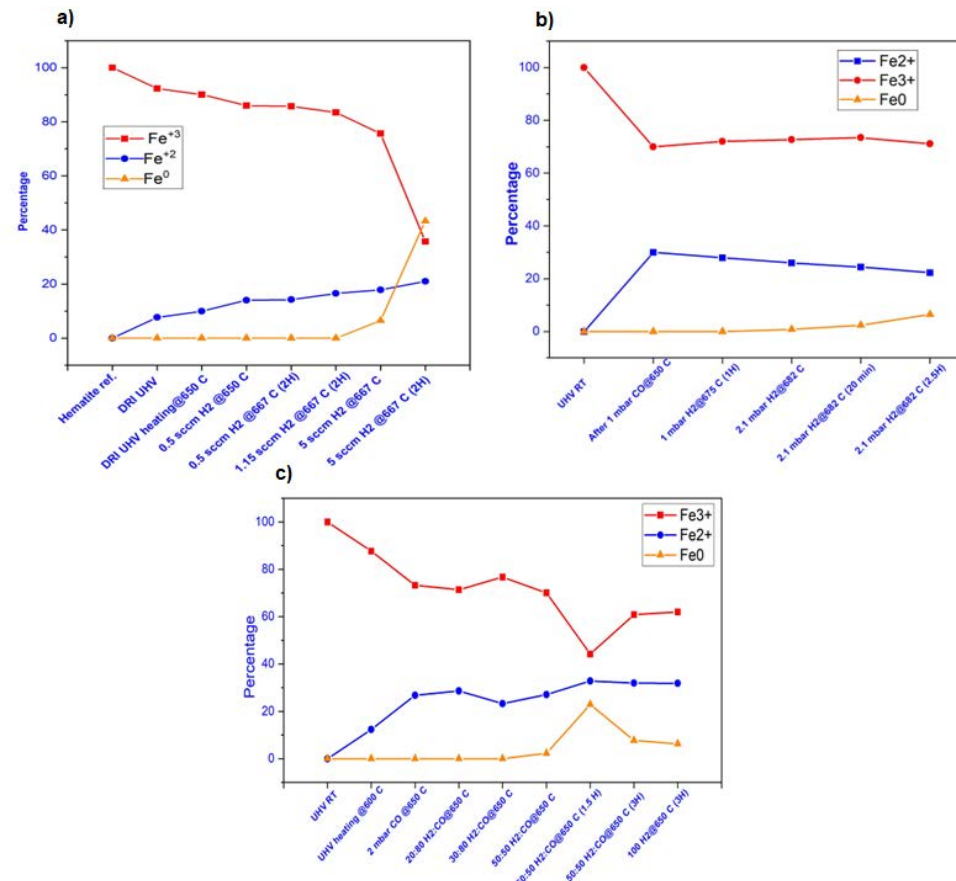 a)
Percentage
100
80
60
40
20
0
Fe+3
Fe+2
Fe0
Hematite ref.
DRI UHV
DRI UHV heating@650 C
0.5 sccm H2 @650 C
0.5 sccm H2 @667 C (2H)
1.15 sccm H2 @667 C (2H)
5 sccm H2 @667 C
5 sccm H2 @667 C (2H)
b)
Percentage
100
80
60
40
20
0
Fe2+
Fe3+
Fe0
UHV RT
After 1 mbar CO@650 C
1 mbar H2@675 C (1H)
2.1 mbar H2@682 C
2.1 mbar H2@682 C (20 min)
2.1 mbar H2@682 C (2.5H)
c)
Percentage
100
80
60
40
20
0
Fe3+
Fe2+
Fe0
UHV RT
UHV heating @600 C
2 mbar CO @650 C
20:80 H2:CO@650 C
30:80 H2:CO@650 C
50:50 H2:CO@650 C
50:50 H2:CO@650 C (1.5 H)
50:50 H2:CO@650 C (3H)
100 H2@650 C (3H)